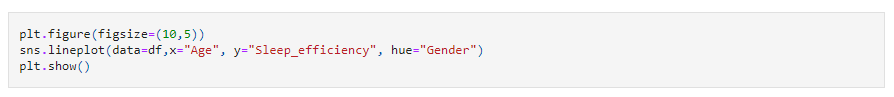 plt.figure(figsize=(10,5))
sns.lineplot(data=df,x="Age", y="Sleep_efficiency", hue="Gender")
plt.show()